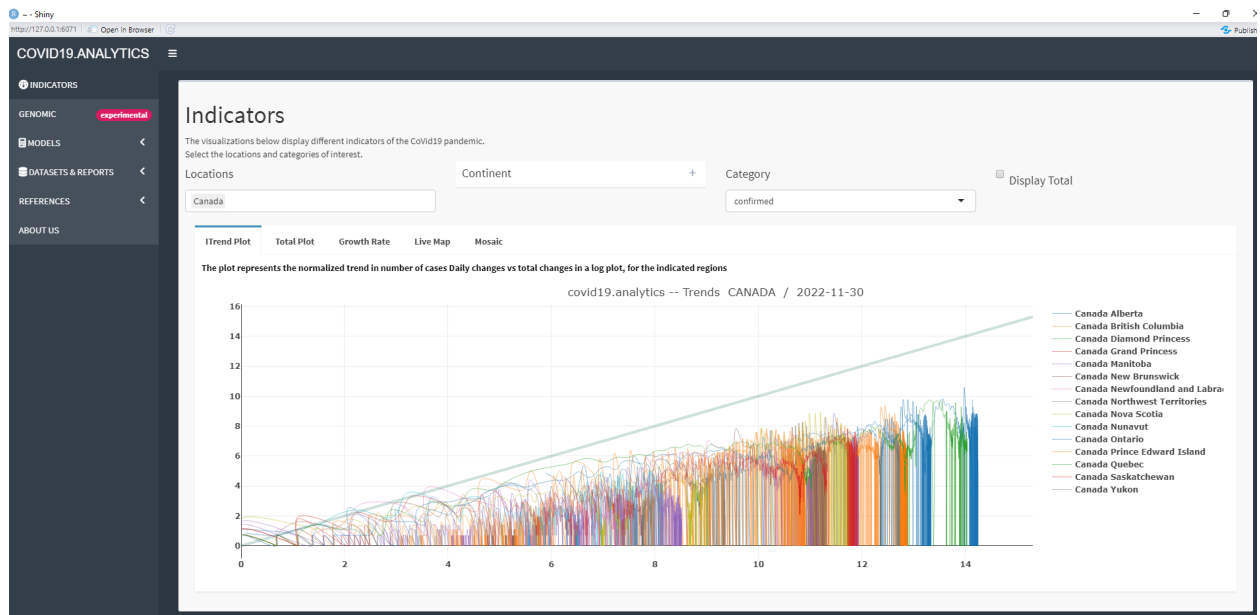 ~ - Shiny
http://127.0.0.1:6071 Open in Browser Publish
COVID19.ANALYTICS
INDICATORS
GENOMIC experimental
MODELS
DATASETS & REPORTS
REFERENCES
ABOUT US
Indicators
The visualizations below display different indicators of the CoVid19 pandemic.
Select the locations and categories of interest.
Locations
Canada
Continent +
Category
confirmed
Display Total
ITrend Plot Total Plot Growth Rate Live Map Mosaic
The plot represents the normalized trend in number of cases Daily changes vs total changes in a log plot, for the indicated regions
covid19.analytics -- Trends CANADA / 2022-11-30
16
14
12
10
8
6
4
2
0
0 2 4 6 8 10 12 14
Canada Alberta
Canada British Columbia
Canada Diamond Princess
Canada Grand Princess
Canada Manitoba
Canada New Brunswick
Canada Newfoundland and Labra
Canada Northwest Territories
Canada Nova Scotia
Canada Nunavut
Canada Ontario
Canada Prince Edward Island
Canada Quebec
Canada Saskatchewan
Canada Yukon